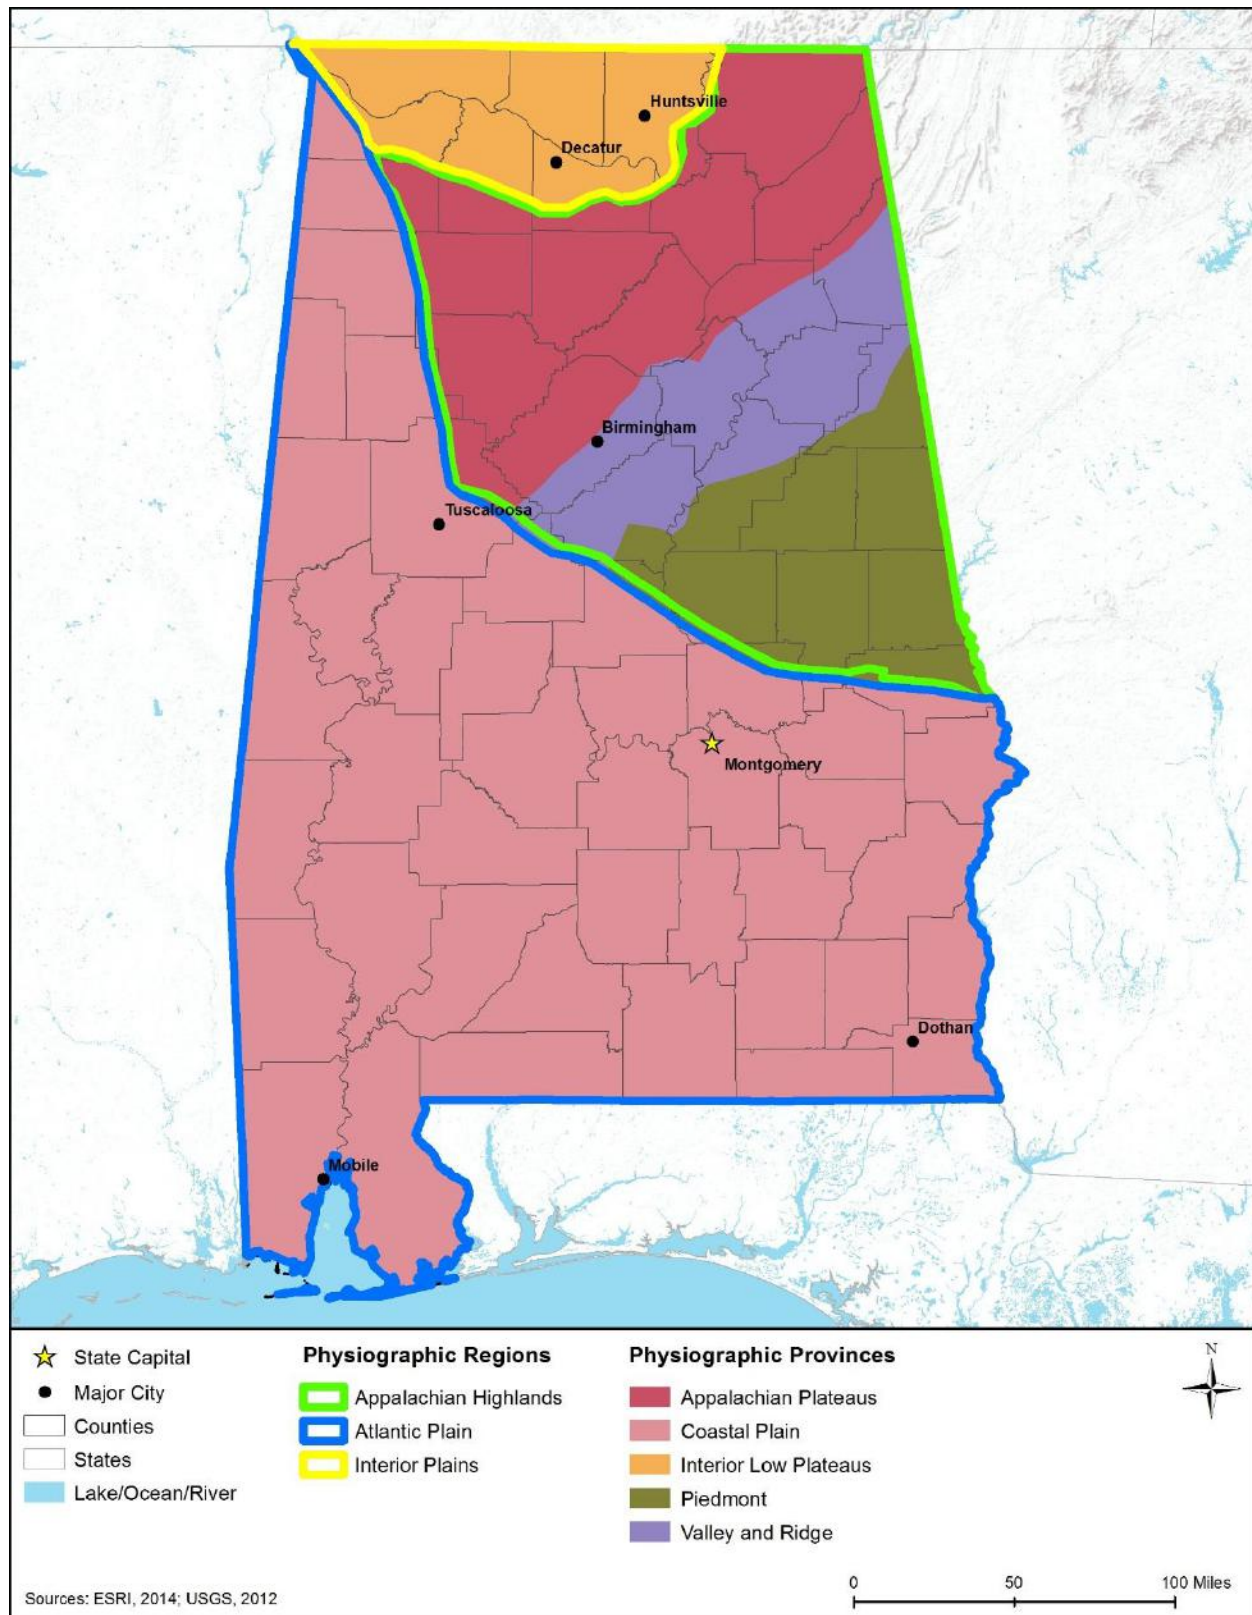 Huntsville
Decatur
Birmingham
Tuscaloosa
Montgomery
Dothan
Mobile
State Capital
Major City
Counties
States
Lake/Ocean/River
Physiographic Regions
Appalachian Highlands
Atlantic Plain
Interior Plains
Physiographic Provinces
Appalachian Plateaus
Coastal Plain
Interior Low Plateaus
Piedmont
Valley and Ridge
N
Sources: ESRI, 2014; USGS, 2012
0 50 100 Miles